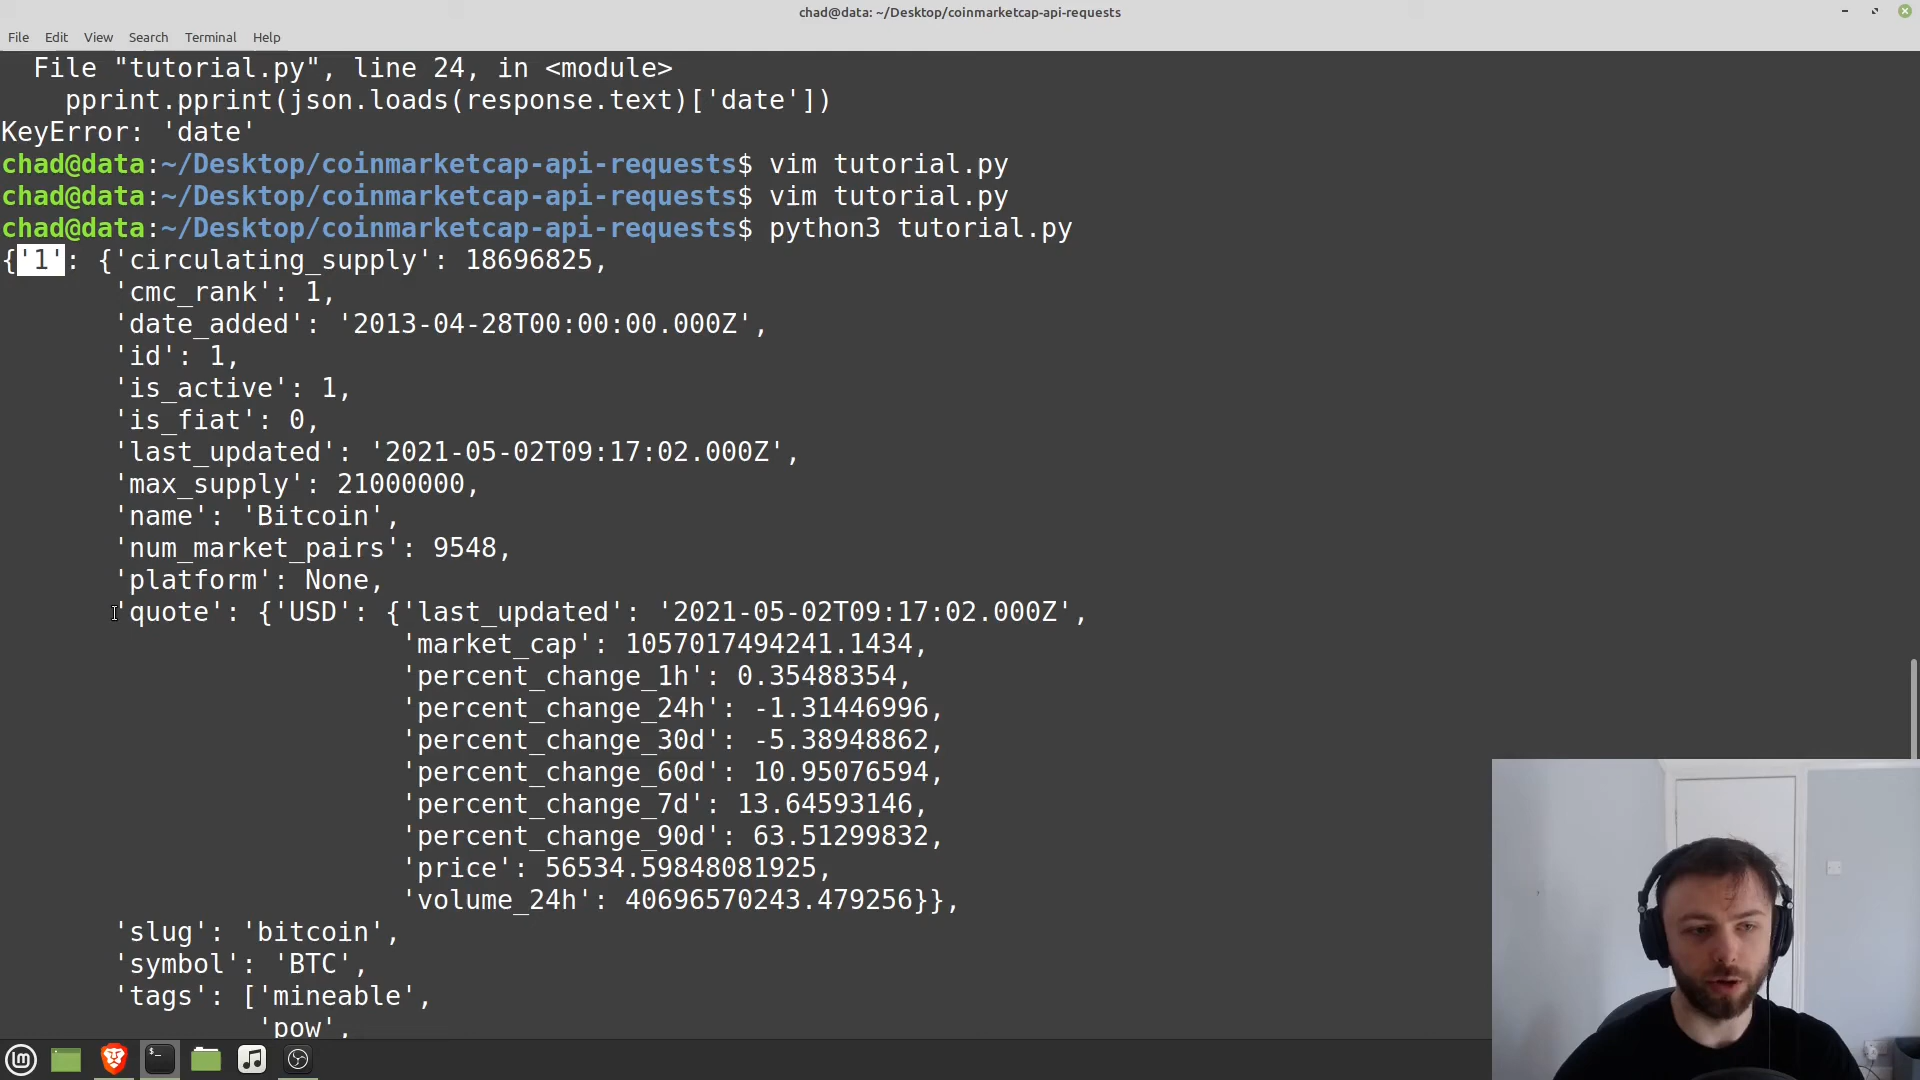 chad@data: ~/Desktop/coinmarketcap-api-requests
File Edit View Search Terminal Help
File "tutorial.py", line 24, in <module>
pprint.pprint(json.loads(response.text)['date'])
KeyError: 'date'
chad@data:~/Desktop/coinmarketcap-api-requests$ vim tutorial.py
chad@data:~/Desktop/coinmarketcap-api-requests$ vim tutorial.py
chad@data:~/Desktop/coinmarketcap-api-requests$ python3 tutorial.py
{'1': {'circulating_supply': 18696825,
'cmc_rank': 1,
'date_added': '2013-04-28T00:00:00.000Z',
'id': 1,
'is_active': 1,
'is_fiat': 0,
'last_updated': '2021-05-02T09:17:02.000Z',
'max_supply': 21000000,
'name': 'Bitcoin',
'num_market_pairs': 9548,
'platform': None,
'quote': {'USD': {'last_updated': '2021-05-02T09:17:02.000Z',
'market_cap': 1057017494241.1434,
'percent_change_1h': 0.35488354,
'percent_change_24h': -1.31446996,
'percent_change_30d': -5.38948862,
'percent_change_60d': 10.95076594,
'percent_change_7d': 13.64593146,
'percent_change_90d': 63.51299832,
'price': 56534.59848081925,
'volume_24h': 40696570243.479256}},
'slug': 'bitcoin',
'symbol': 'BTC',
'tags': ['mineable',
'pow',